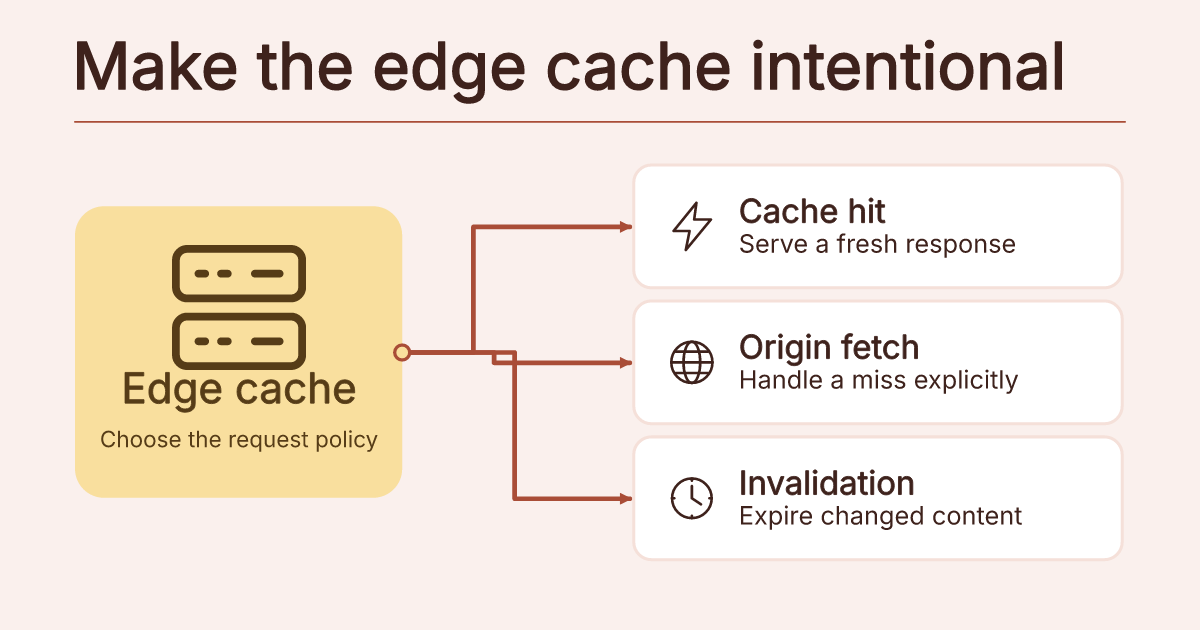 Make the edge cache intentional
Edge cache
Choose the request policy
Cache hit
Serve a fresh response
Origin fetch
Handle a miss explicitly
Invalidation
Expire changed content